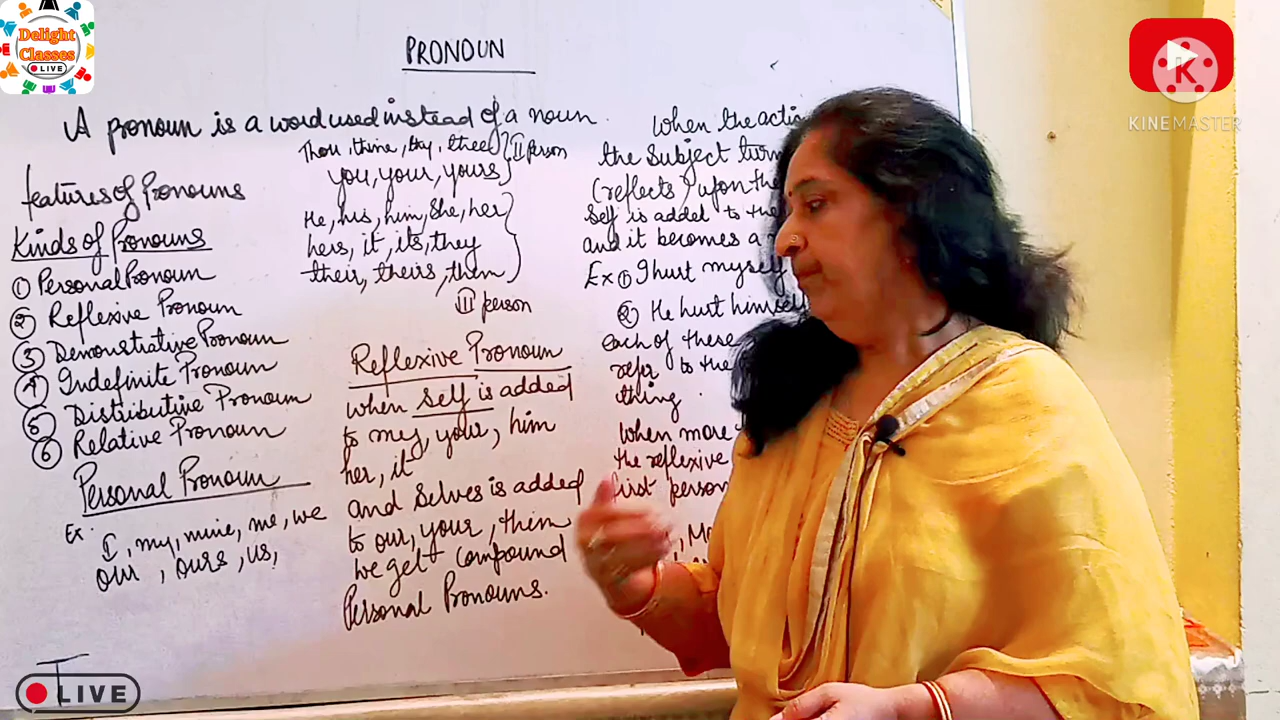 Delight
Classes
LIVE
PRONOUN
A pronoun is a word used instead of a noun.
features of Pronouns
Kinds of Pronouns
① Personal Pronoun
② Reflexive Pronoun
③ Demonstrative Pronoun
④ Indefinite Pronoun
⑤ Distributive Pronoun
⑥ Relative Pronoun
Personal Pronoun
Ex.
I, my, mine, me, we
our, ours, us,
Thou, thine, thy, thee II person
you, your, yours
He, his, him, she, her
hers, it, its, they
their, theirs, them
III person
Reflexive Pronoun
when self is added
to my, your, him
her, it
and selves is added
to our, your, them
we get compound
Personal Pronouns.
When the acti
the subject turn
(reflects) upon the
self is added to the
and it becomes a
Ex ① I hurt myself
② He hurt himself
each of these
refer to the
thing.
When more
the reflexive
first person
LIVE
K
KINEMASTER